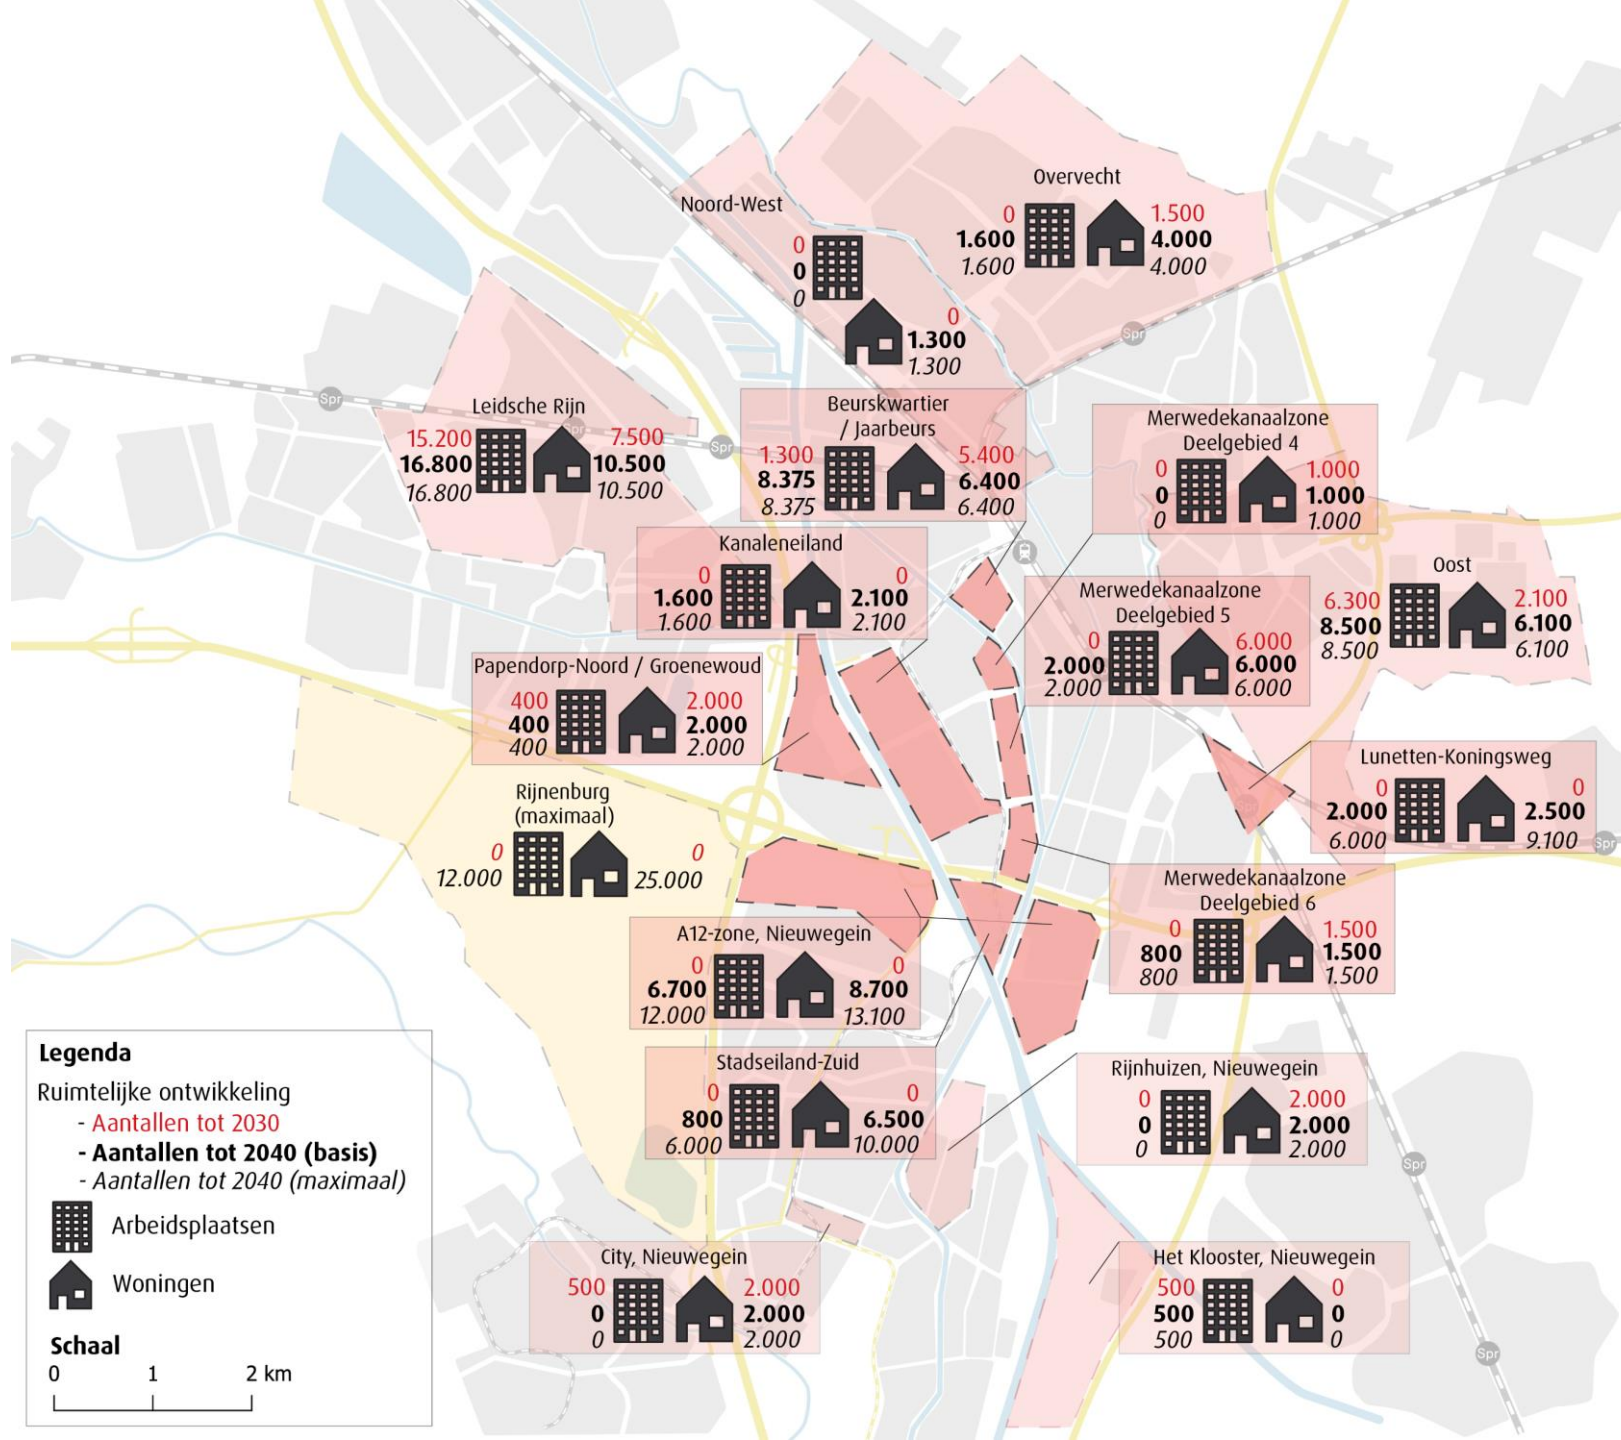 Overvecht
0
1.600
1.600
1.500
4.000
4.000
Noord-West
0
0
0
0
1.300
1.300
Leidsche Rijn
15.200
16.800
16.800
7.500
10.500
10.500
Beurskwartier
/ Jaarbeurs
1.300
8.375
8.375
5.400
6.400
6.400
Merwedekanaalzone
Deelgebied 4
0
0
0
1.000
1.000
1.000
Kanaleneiland
0
1.600
1.600
0
2.100
2.100
Merwedekanaalzone
Deelgebied 5
0
2.000
2.000
6.000
6.000
6.000
Oost
6.300
8.500
8.500
2.100
6.100
6.100
Papendorp-Noord / Groenewoud
400
400
400
2.000
2.000
2.000
Lunetten-Koningsweg
0
2.000
6.000
0
2.500
9.100
Rijnenburg
(maximaal)
0
12.000
0
25.000
Merwedekanaalzone
Deelgebied 6
0
800
800
1.500
1.500
1.500
A12-zone, Nieuwegein
0
6.700
12.000
0
8.700
13.100
Stadseiland-Zuid
0
800
6.000
0
6.500
10.000
Rijnhuizen, Nieuwegein
0
0
0
2.000
2.000
2.000
City, Nieuwegein
500
0
0
2.000
2.000
2.000
Het Klooster, Nieuwegein
500
500
500
0
0
0
Spr
Spr
Spr
Spr
Spr
Spr
Spr
Spr
Legenda
Ruimtelijke ontwikkeling
- Aantallen tot 2030
- Aantallen tot 2040 (basis)
- Aantallen tot 2040 (maximaal)
Arbeidsplaatsen
Woningen
Schaal
0 1 2 km